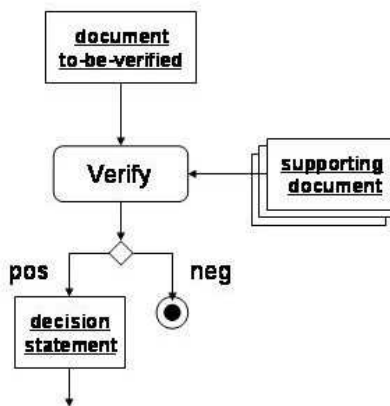 document
to-be-verified
Verify
supporting
document
pos
neg
decision
statement